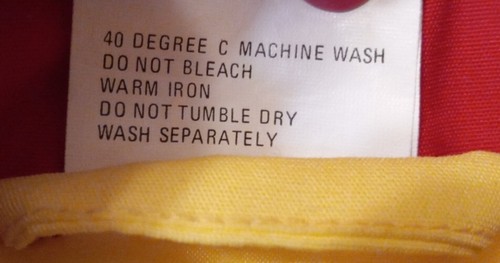 40 DEGREE C MACHINE WASH
DO NOT BLEACH
WARM IRON
DO NOT TUMBLE DRY
WASH SEPARATELY